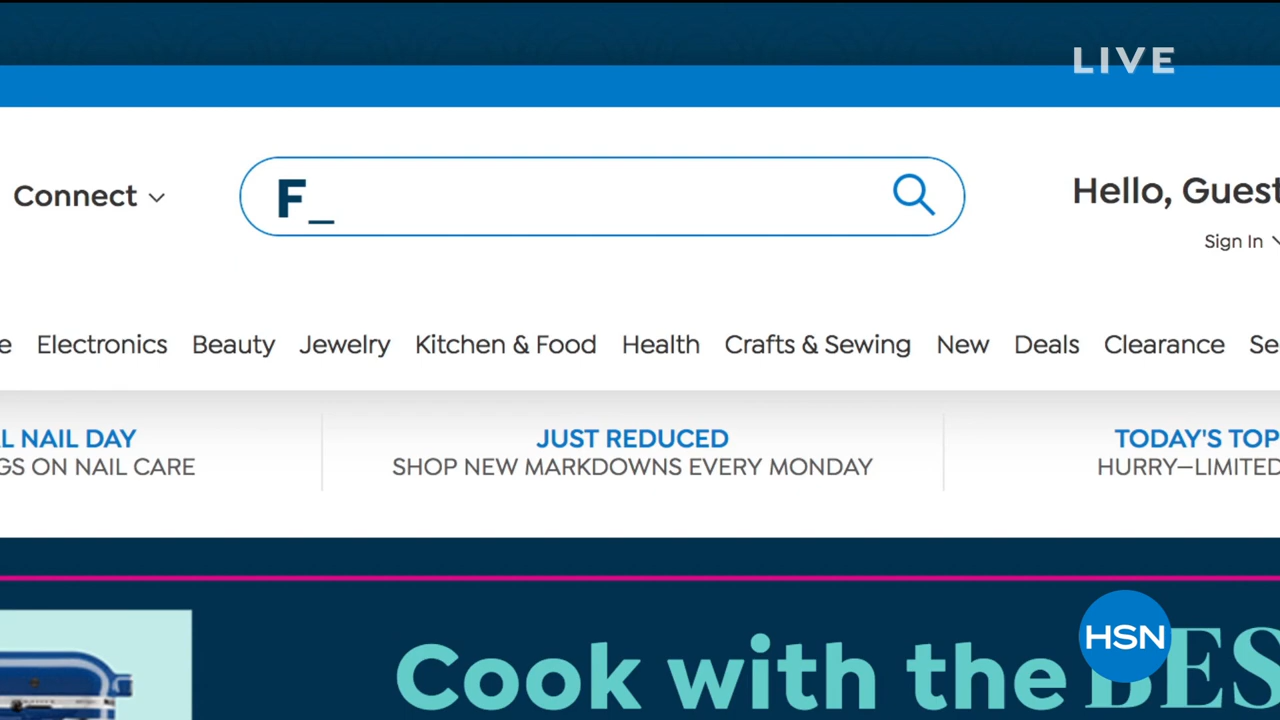 LIVE
Connect
F_
Hello, Guest
Sign In
e Electronics Beauty Jewelry Kitchen & Food Health Crafts & Sewing New Deals Clearance Se
L NAIL DAY
GS ON NAIL CARE
JUST REDUCED
SHOP NEW MARKDOWNS EVERY MONDAY
TODAY'S TOP
HURRY—LIMITED
Cook with the BES
HSN